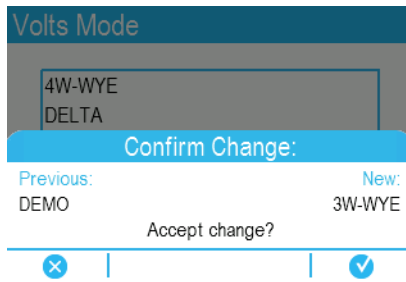 Volts Mode
4W-WYE
DELTA
Confirm Change:
Previous: New:
DEMO 3W-WYE
Accept change?